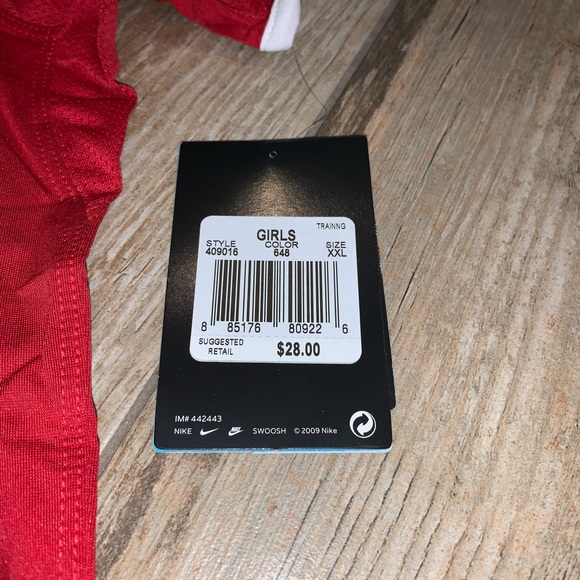 TRAINNG
GIRLS
STYLE COLOR SIZE
409016 648 XXL
8 85176 80922 6
SUGGESTED
RETAIL $28.00
IM# 442443
NIKE SWOOSH © 2009 Nike